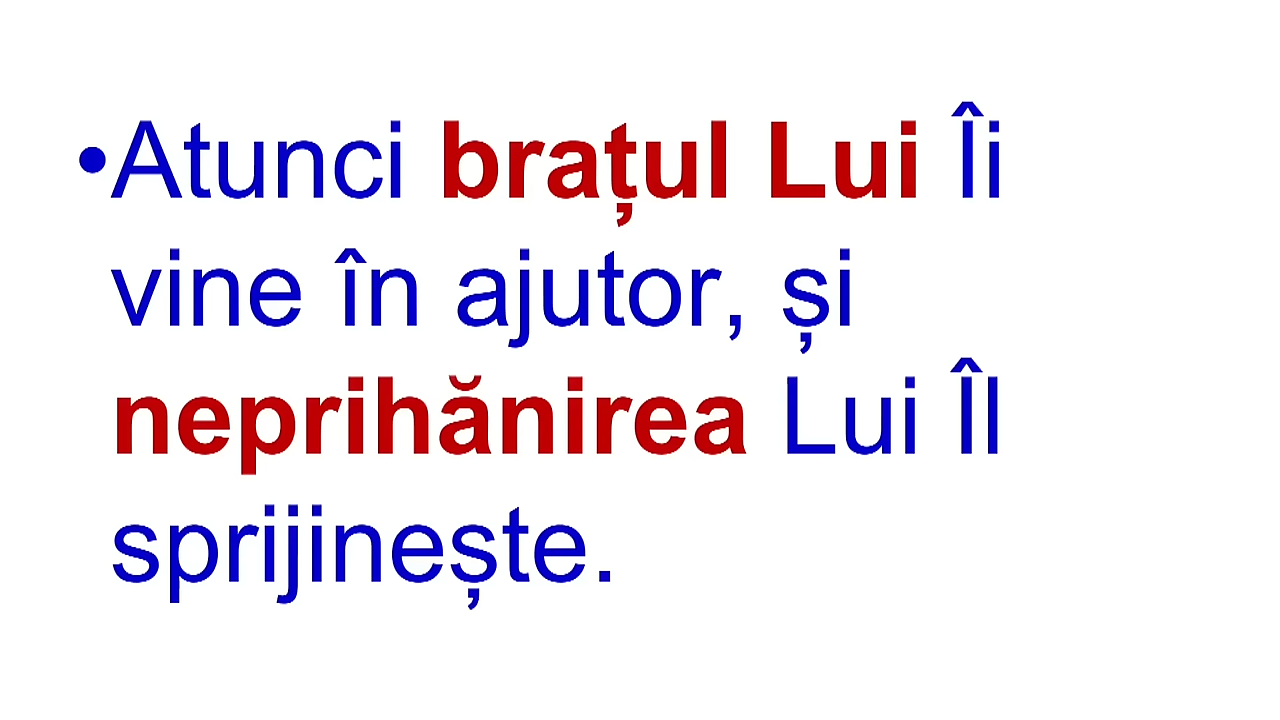 •Atunci brațul Lui Îi
vine în ajutor, și
neprihănirea Lui Îl
sprijinește.